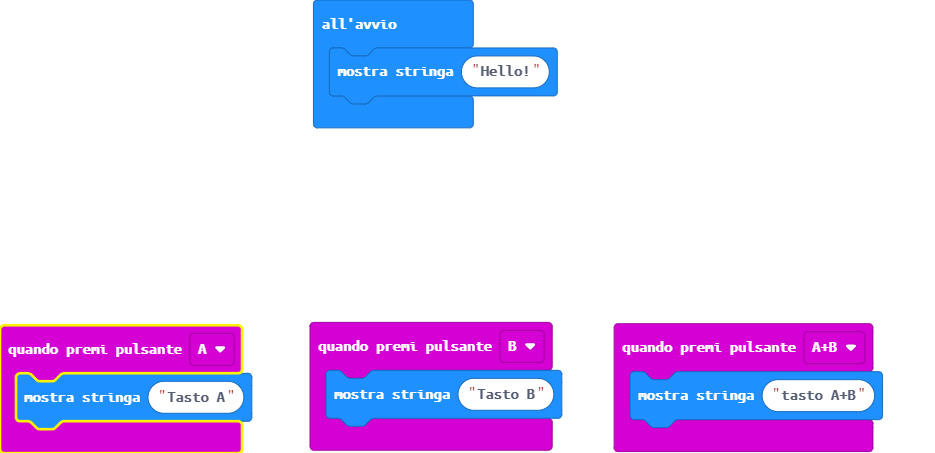 all'avvio
mostra stringa "Hello!"
quando premi pulsante A
mostra stringa "Tasto A"
quando premi pulsante B
mostra stringa "Tasto B"
quando premi pulsante A+B
mostra stringa "tasto A+B"